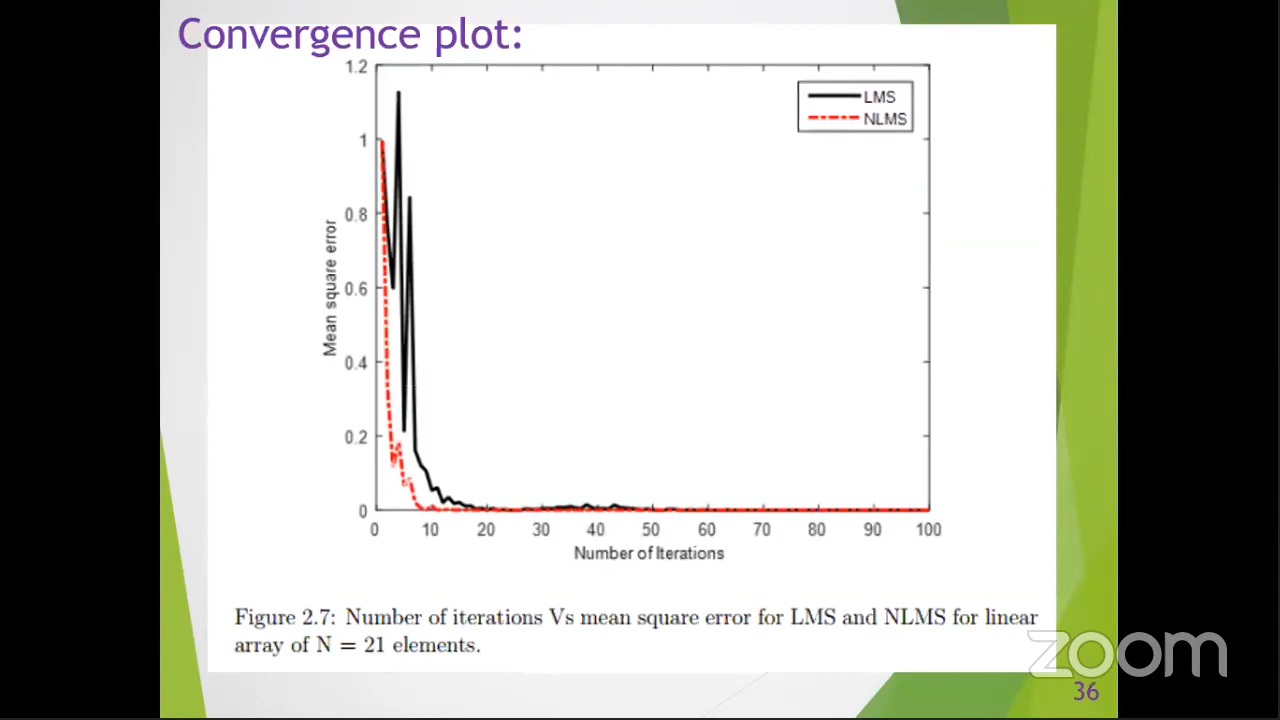 Convergence plot:
1.2
1
0.8
0.6
0.4
0.2
0
Mean square error
LMS
NLMS
0 10 20 30 40 50 60 70 80 90 100
Number of Iterations
Figure 2.7: Number of iterations Vs mean square error for LMS and NLMS for linear
array of N = 21 elements.
zoom
36